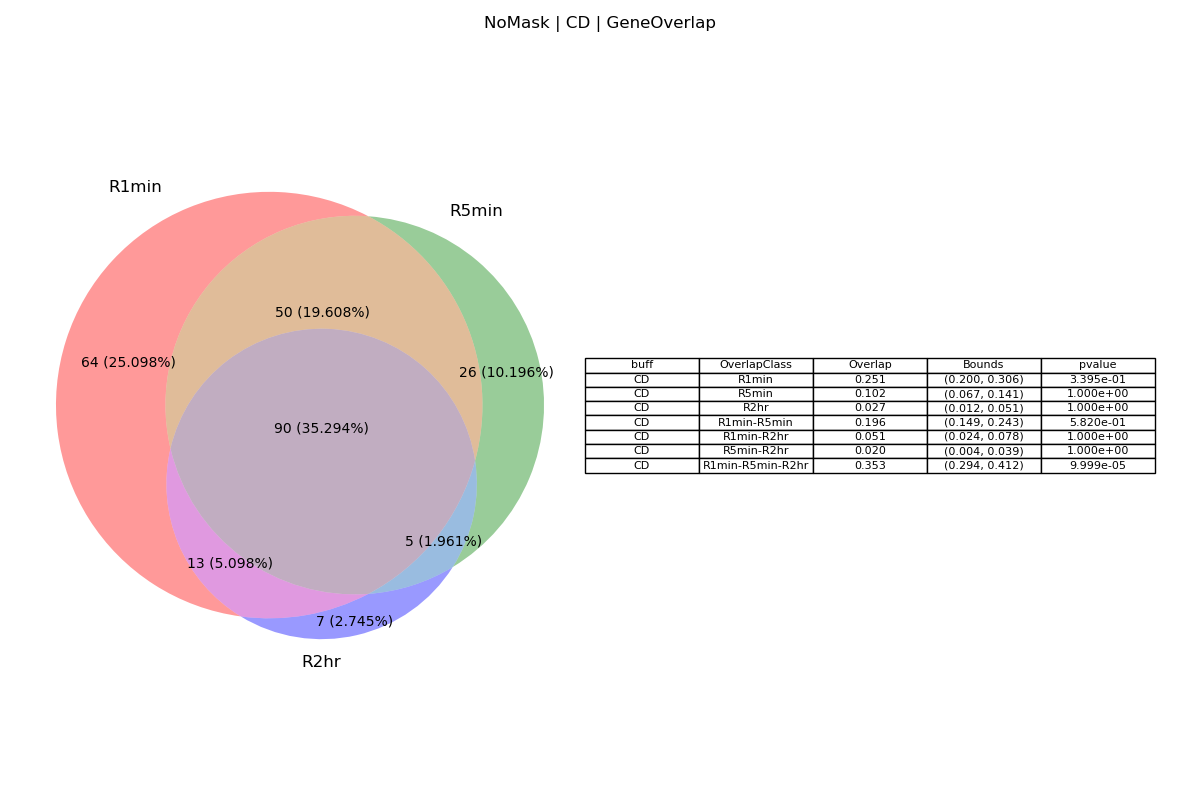 NoMask | CD | GeneOverlap
R1min
R5min
50 (19.608%)
64 (25.098%)
26 (10.196%)
90 (35.294%)
5 (1.961%)
13 (5.098%)
7 (2.745%)
R2hr
buff OverlapClass Overlap Bounds pvalue
CD R1min 0.251 (0.200, 0.306) 3.395e-01
CD R5min 0.102 (0.067, 0.141) 1.000e+00
CD R2hr 0.027 (0.012, 0.051) 1.000e+00
CD R1min-R5min 0.196 (0.149, 0.243) 5.820e-01
CD R1min-R2hr 0.051 (0.024, 0.078) 1.000e+00
CD R5min-R2hr 0.020 (0.004, 0.039) 1.000e+00
CD R1min-R5min-R2hr 0.353 (0.294, 0.412) 9.999e-05